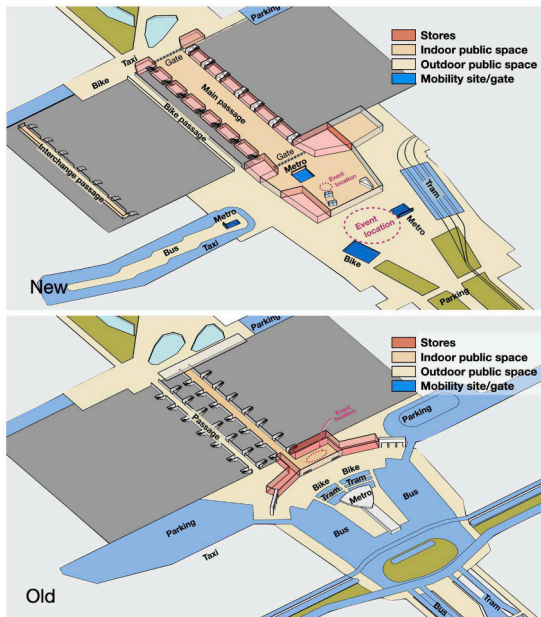 Parking
Stores
Indoor public space
Outdoor public space
Mobility site/gate
Taxi
Bike
Gate
Main passage
Bike passage
Interchange passage
Gate
Metro
Event
location
Tram
Event
location
Metro
Metro
Bus
Taxi
Bike
Parking
New
Parking
Stores
Indoor public space
Outdoor public space
Mobility site/gate
Event
location
Parking
Passage
Bike
Bike
Tram
Tram
Metro
Bus
Parking
Taxi
Bus
Bus
Tram
Old